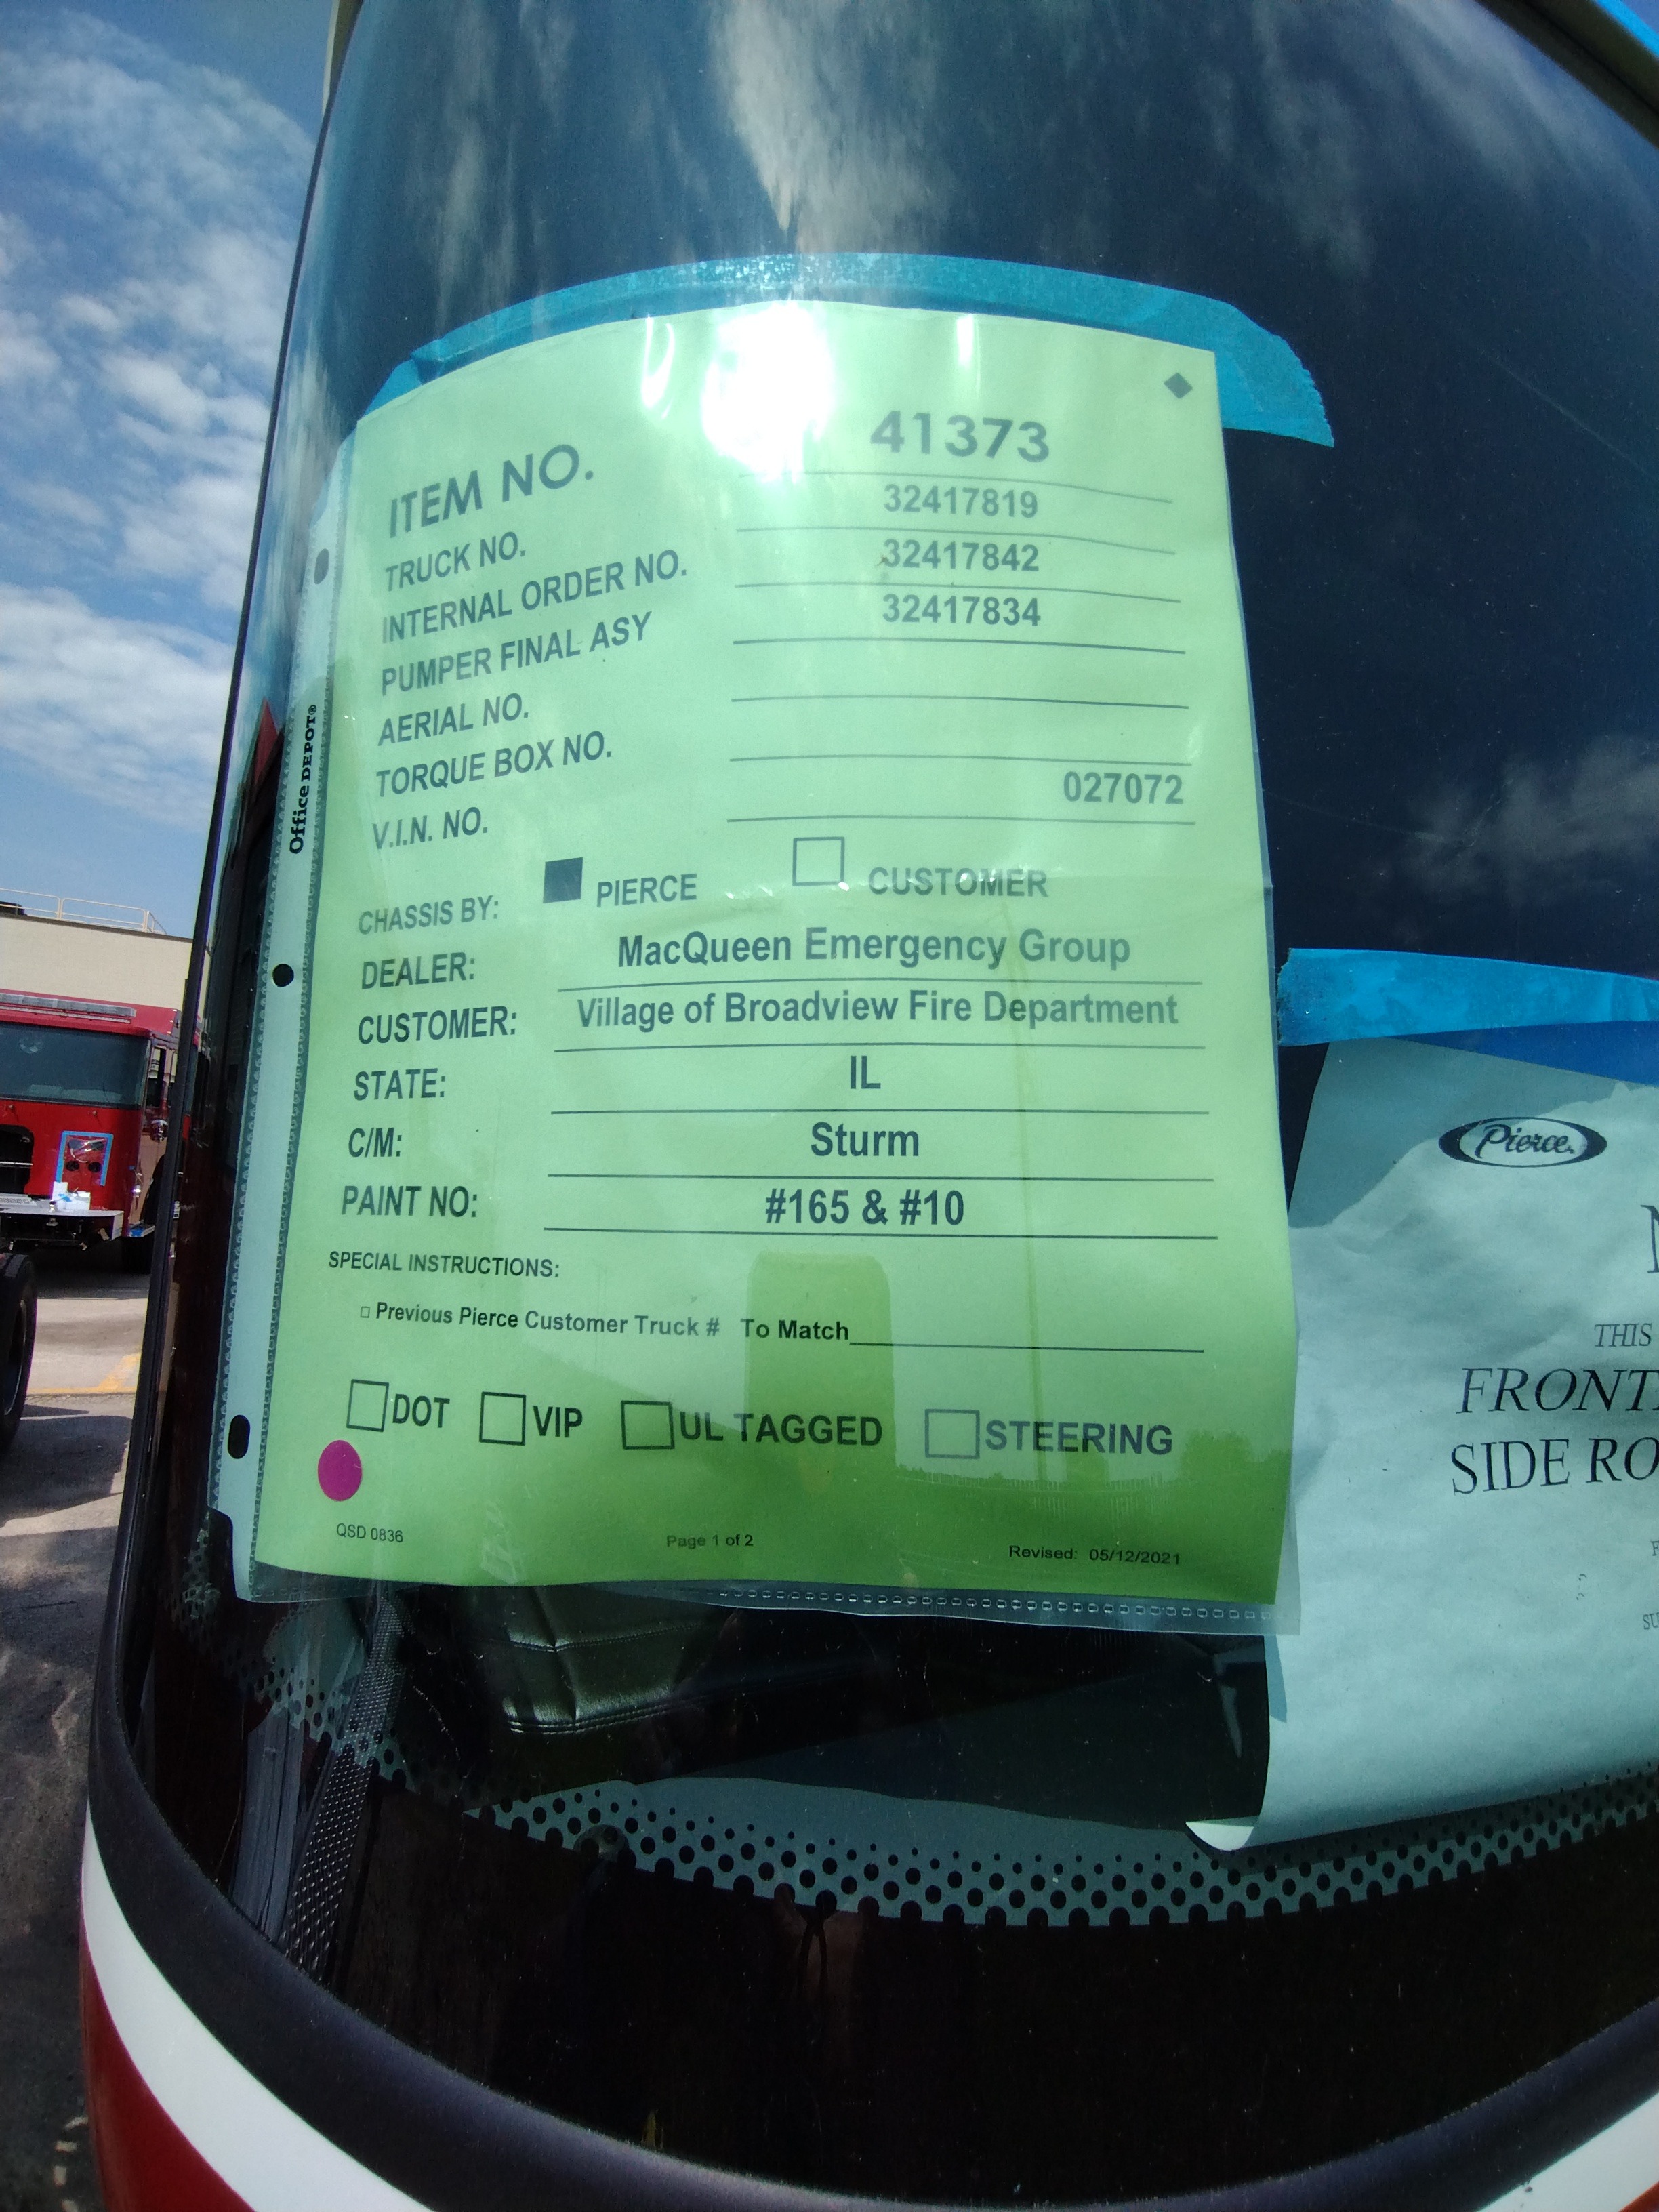 ITEM NO. 41373
TRUCK NO. 32417819
INTERNAL ORDER NO. 32417842
PUMPER FINAL ASY 32417834
AERIAL NO.
TORQUE BOX NO.
V.I.N. NO. 027072
CHASSIS BY: PIERCE CUSTOMER
DEALER: MacQueen Emergency Group
CUSTOMER: Village of Broadview Fire Department
STATE: IL
C/M: Sturm
PAINT NO: #165 & #10
SPECIAL INSTRUCTIONS:
Previous Pierce Customer Truck # To Match
DOT VIP UL TAGGED STEERING
QSD 0836 Page 1 of 2 Revised: 05/12/2021
Office DEPOT®
Pierce
THIS
FRONT
SIDE RO